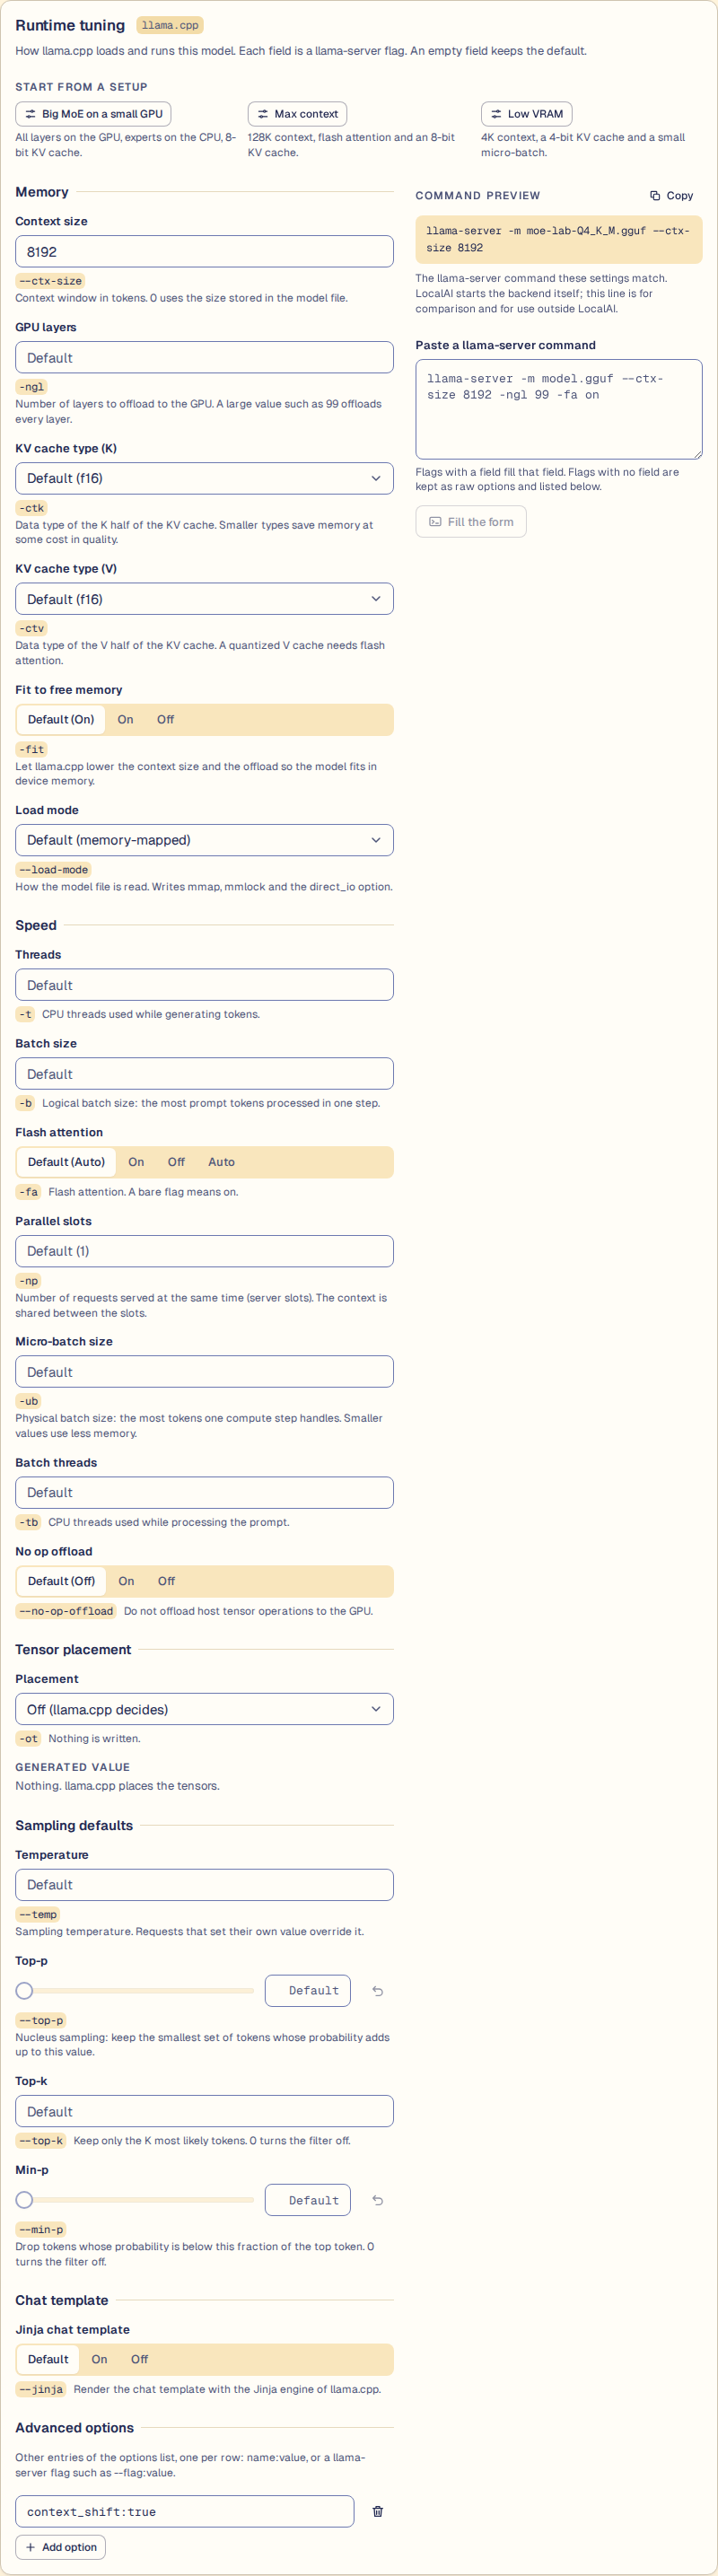 Runtime tuning llama.cpp
How llama.cpp loads and runs this model. Each field is a llama-server flag. An empty field keeps the default.
START FROM A SETUP
Big MoE on a small GPU
All layers on the GPU, experts on the CPU, 8-
bit KV cache.
Max context
128K context, flash attention and an 8-bit
KV cache.
Low VRAM
4K context, a 4-bit KV cache and a small
micro-batch.
Memory
Context size
8192
--ctx-size
Context window in tokens. 0 uses the size stored in the model file.
GPU layers
Default
-ngl
Number of layers to offload to the GPU. A large value such as 99 offloads
every layer.
KV cache type (K)
Default (f16)
-ctk
Data type of the K half of the KV cache. Smaller types save memory at
some cost in quality.
KV cache type (V)
Default (f16)
-ctv
Data type of the V half of the KV cache. A quantized V cache needs flash
attention.
Fit to free memory
Default (On) On Off
-fit
Let llama.cpp lower the context size and the offload so the model fits in
device memory.
Load mode
Default (memory-mapped)
--load-mode
How the model file is read. Writes mmap, mmlock and the direct_io option.
Speed
Threads
Default
-t CPU threads used while generating tokens.
Batch size
Default
-b Logical batch size: the most prompt tokens processed in one step.
Flash attention
Default (Auto) On Off Auto
-fa Flash attention. A bare flag means on.
Parallel slots
Default (1)
-np
Number of requests served at the same time (server slots). The context is
shared between the slots.
Micro-batch size
Default
-ub
Physical batch size: the most tokens one compute step handles. Smaller
values use less memory.
Batch threads
Default
-tb CPU threads used while processing the prompt.
No op offload
Default (Off) On Off
--no-op-offload Do not offload host tensor operations to the GPU.
Tensor placement
Placement
Off (llama.cpp decides)
-ot Nothing is written.
GENERATED VALUE
Nothing. llama.cpp places the tensors.
Sampling defaults
Temperature
Default
--temp
Sampling temperature. Requests that set their own value override it.
Top-p
Default
--top-p
Nucleus sampling: keep the smallest set of tokens whose probability adds
up to this value.
Top-k
Default
--top-k Keep only the K most likely tokens. 0 turns the filter off.
Min-p
Default
--min-p
Drop tokens whose probability is below this fraction of the top token. 0
turns the filter off.
Chat template
Jinja chat template
Default On Off
--jinja Render the chat template with the Jinja engine of llama.cpp.
Advanced options
Other entries of the options list, one per row: name:value, or a llama-
server flag such as --flag:value.
context_shift:true
Add option
COMMAND PREVIEW Copy
llama-server -m moe-lab-Q4_K_M.gguf --ctx-
size 8192
The llama-server command these settings match.
LocalAI starts the backend itself; this line is for
comparison and for use outside LocalAI.
Paste a llama-server command
llama-server -m model.gguf --ctx-
size 8192 -ngl 99 -fa on
Flags with a field fill that field. Flags with no field are
kept as raw options and listed below.
Fill the form